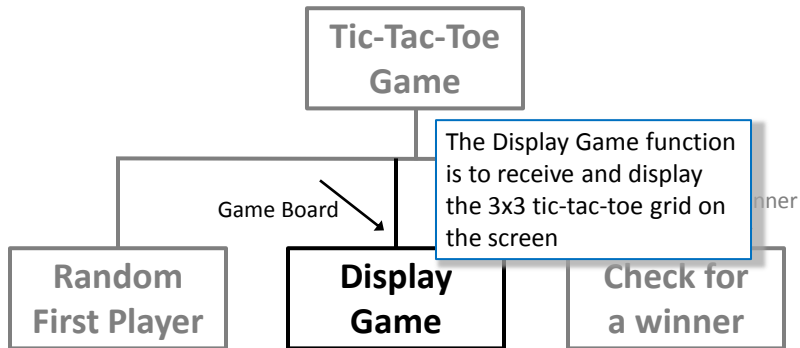 Tic-Tac-Toe
Game
The Display Game function
is to receive and display
the 3x3 tic-tac-toe grid on
the screen
Game Board
Random
First Player
Display
Game
Check for
a winner